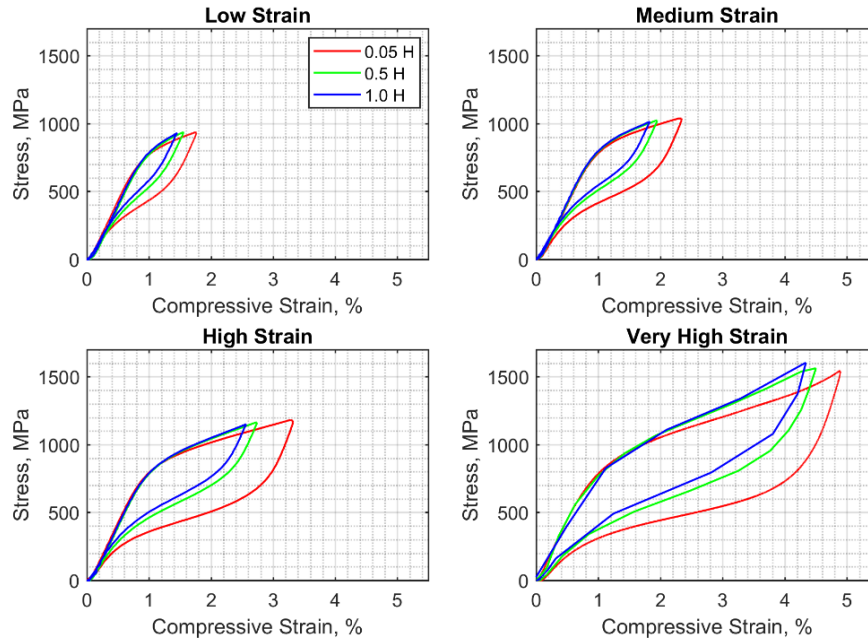 Low Strain
Stress, MPa
1500
1000
500
0
0 1 2 3 4 5
Compressive Strain, %
0.05 H
0.5 H
1.0 H
Medium Strain
Stress, MPa
1500
1000
500
0
0 1 2 3 4 5
Compressive Strain, %
High Strain
Stress, MPa
1500
1000
500
0
0 1 2 3 4 5
Compressive Strain, %
Very High Strain
Stress, MPa
1500
1000
500
0
0 1 2 3 4 5
Compressive Strain, %